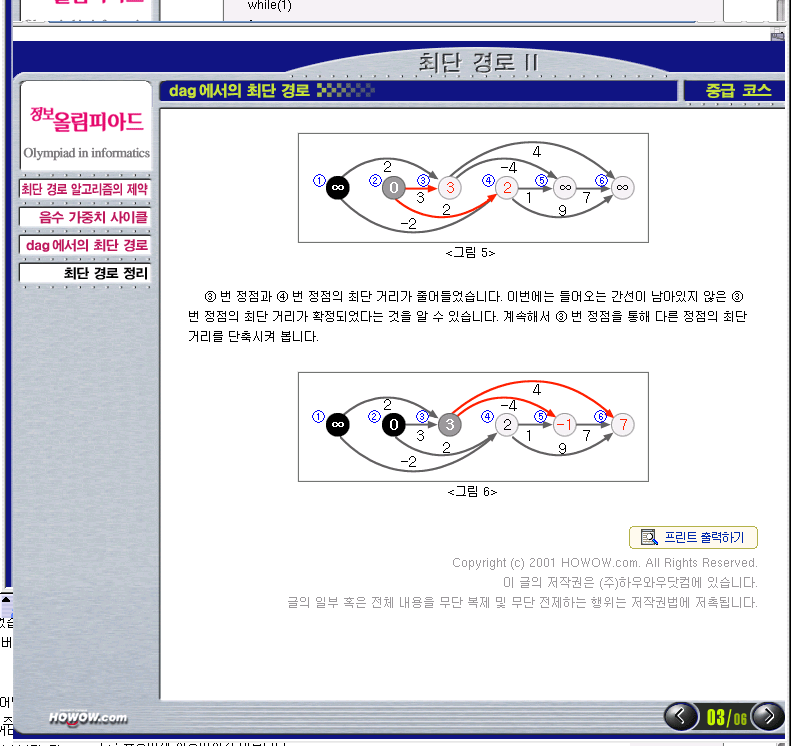 while(1)
최단 경로 II
dag에서의 최단 경로
중급 코스
정보올림피아드
Olympiad in informatics
최단 경로 알고리즘의 제약
음수 가중치 사이클
dag에서의 최단 경로
최단 경로 정리
4
2 -4
① ∞ ② 0 ③ 3 ④ 2 ⑤ ∞ ⑥ ∞
3 2 1 7
-2 9
<그림 5>
③ 번 정점과 ④ 번 정점의 최단 거리가 줄어들었습니다. 이번에는 들어오는 간선이 남아있지 않은 ③
번 정점의 최단 거리가 확정되었다는 것을 알 수 있습니다. 계속해서 ③ 번 정점을 통해 다른 정점의 최단
거리를 단축시켜 봅니다.
4
2 -4
① ∞ ② 0 ③ 3 ④ 2 ⑤ -1 ⑥ 7
3 2 1 7
-2 9
<그림 6>
프린트 출력하기
Copyright (c) 2001 HOWOW.com. All Rights Reserved.
이 글의 저작권은 (주)하우와우닷컴에 있습니다.
글의 일부 혹은 전체 내용을 무단 복제 및 무단 전제하는 행위는 저작권법에 저촉됩니다.
HOWOW.com
03/06